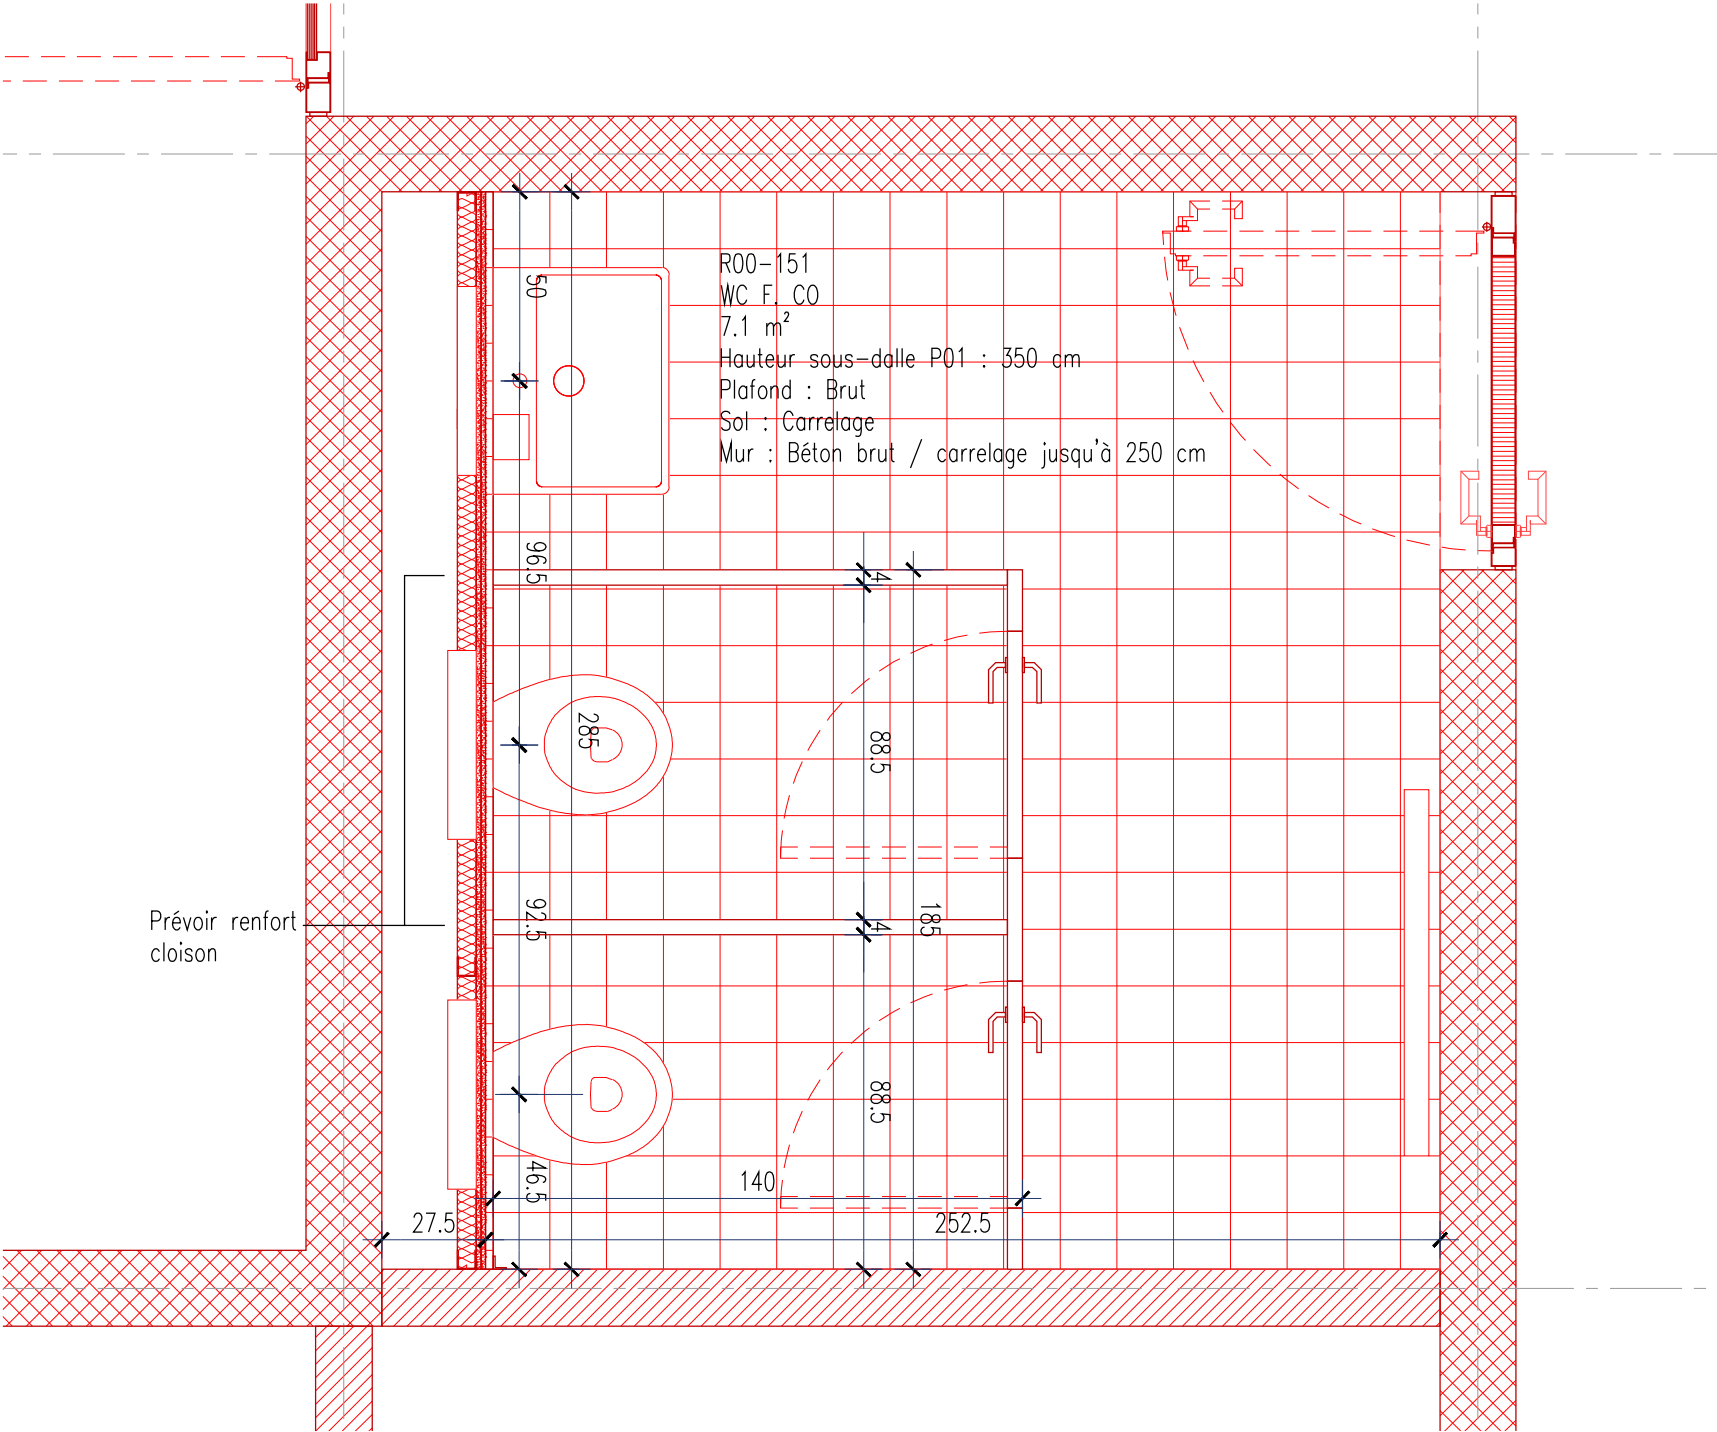 R00-151
WC F. CO
7.1 m²
Hauteur sous-dalle P01 : 350 cm
Plafond : Brut
Sol : Carrelage
Mur : Béton brut / carrelage jusqu'à 250 cm
50
96.5
4
285
88.5
92.5
4
185
88.5
46.5
140
27.5
252.5
Prévoir renfort
cloison